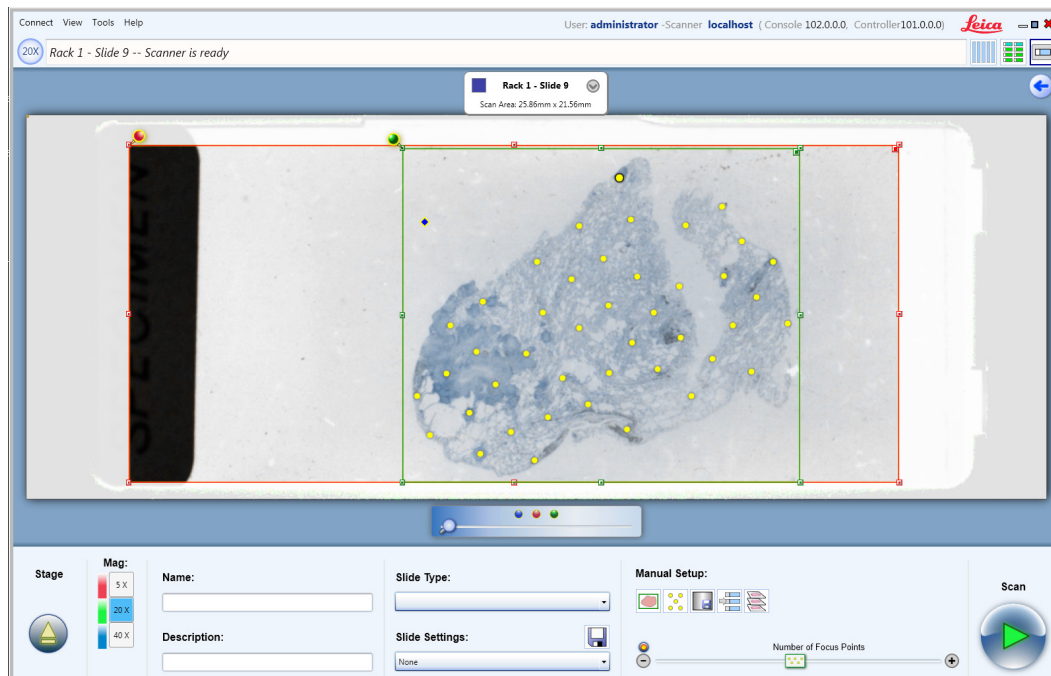 Connect View Tools Help
User: administrator -Scanner localhost ( Console 102.0.0.0, Controller101.0.0.0)
Leica
20X
Rack 1 - Slide 9 -- Scanner is ready
Rack 1 - Slide 9
Scan Area: 25.86mm x 21.56mm
SPECIMEN
Stage
Mag:
5 X
20 X
40 X
Name:
Description:
Slide Type:
Slide Settings:
None
Manual Setup:
Number of Focus Points
Scan